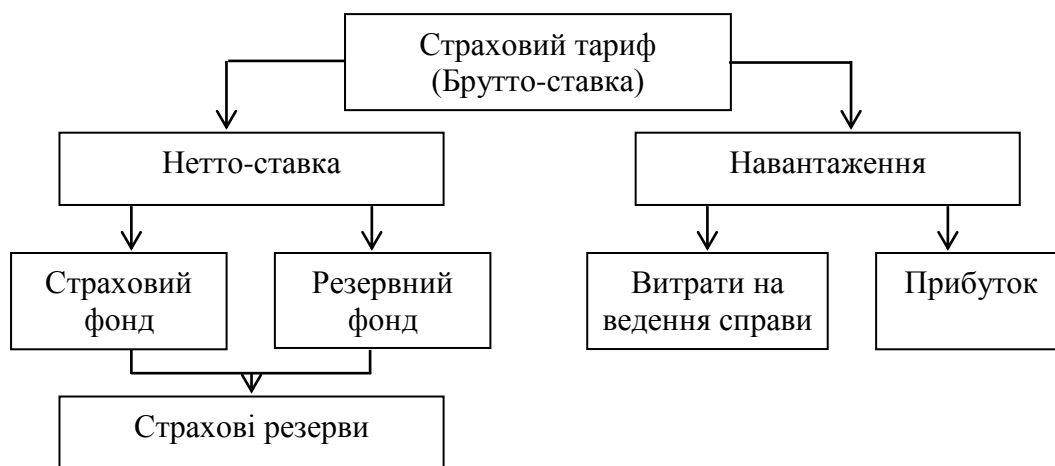 Страховий тариф
(Брутто-ставка)
Нетто-ставка
Навантаження
Страховий
фонд
Резервний
фонд
Витрати на
ведення справи
Прибуток
Страхові резерви